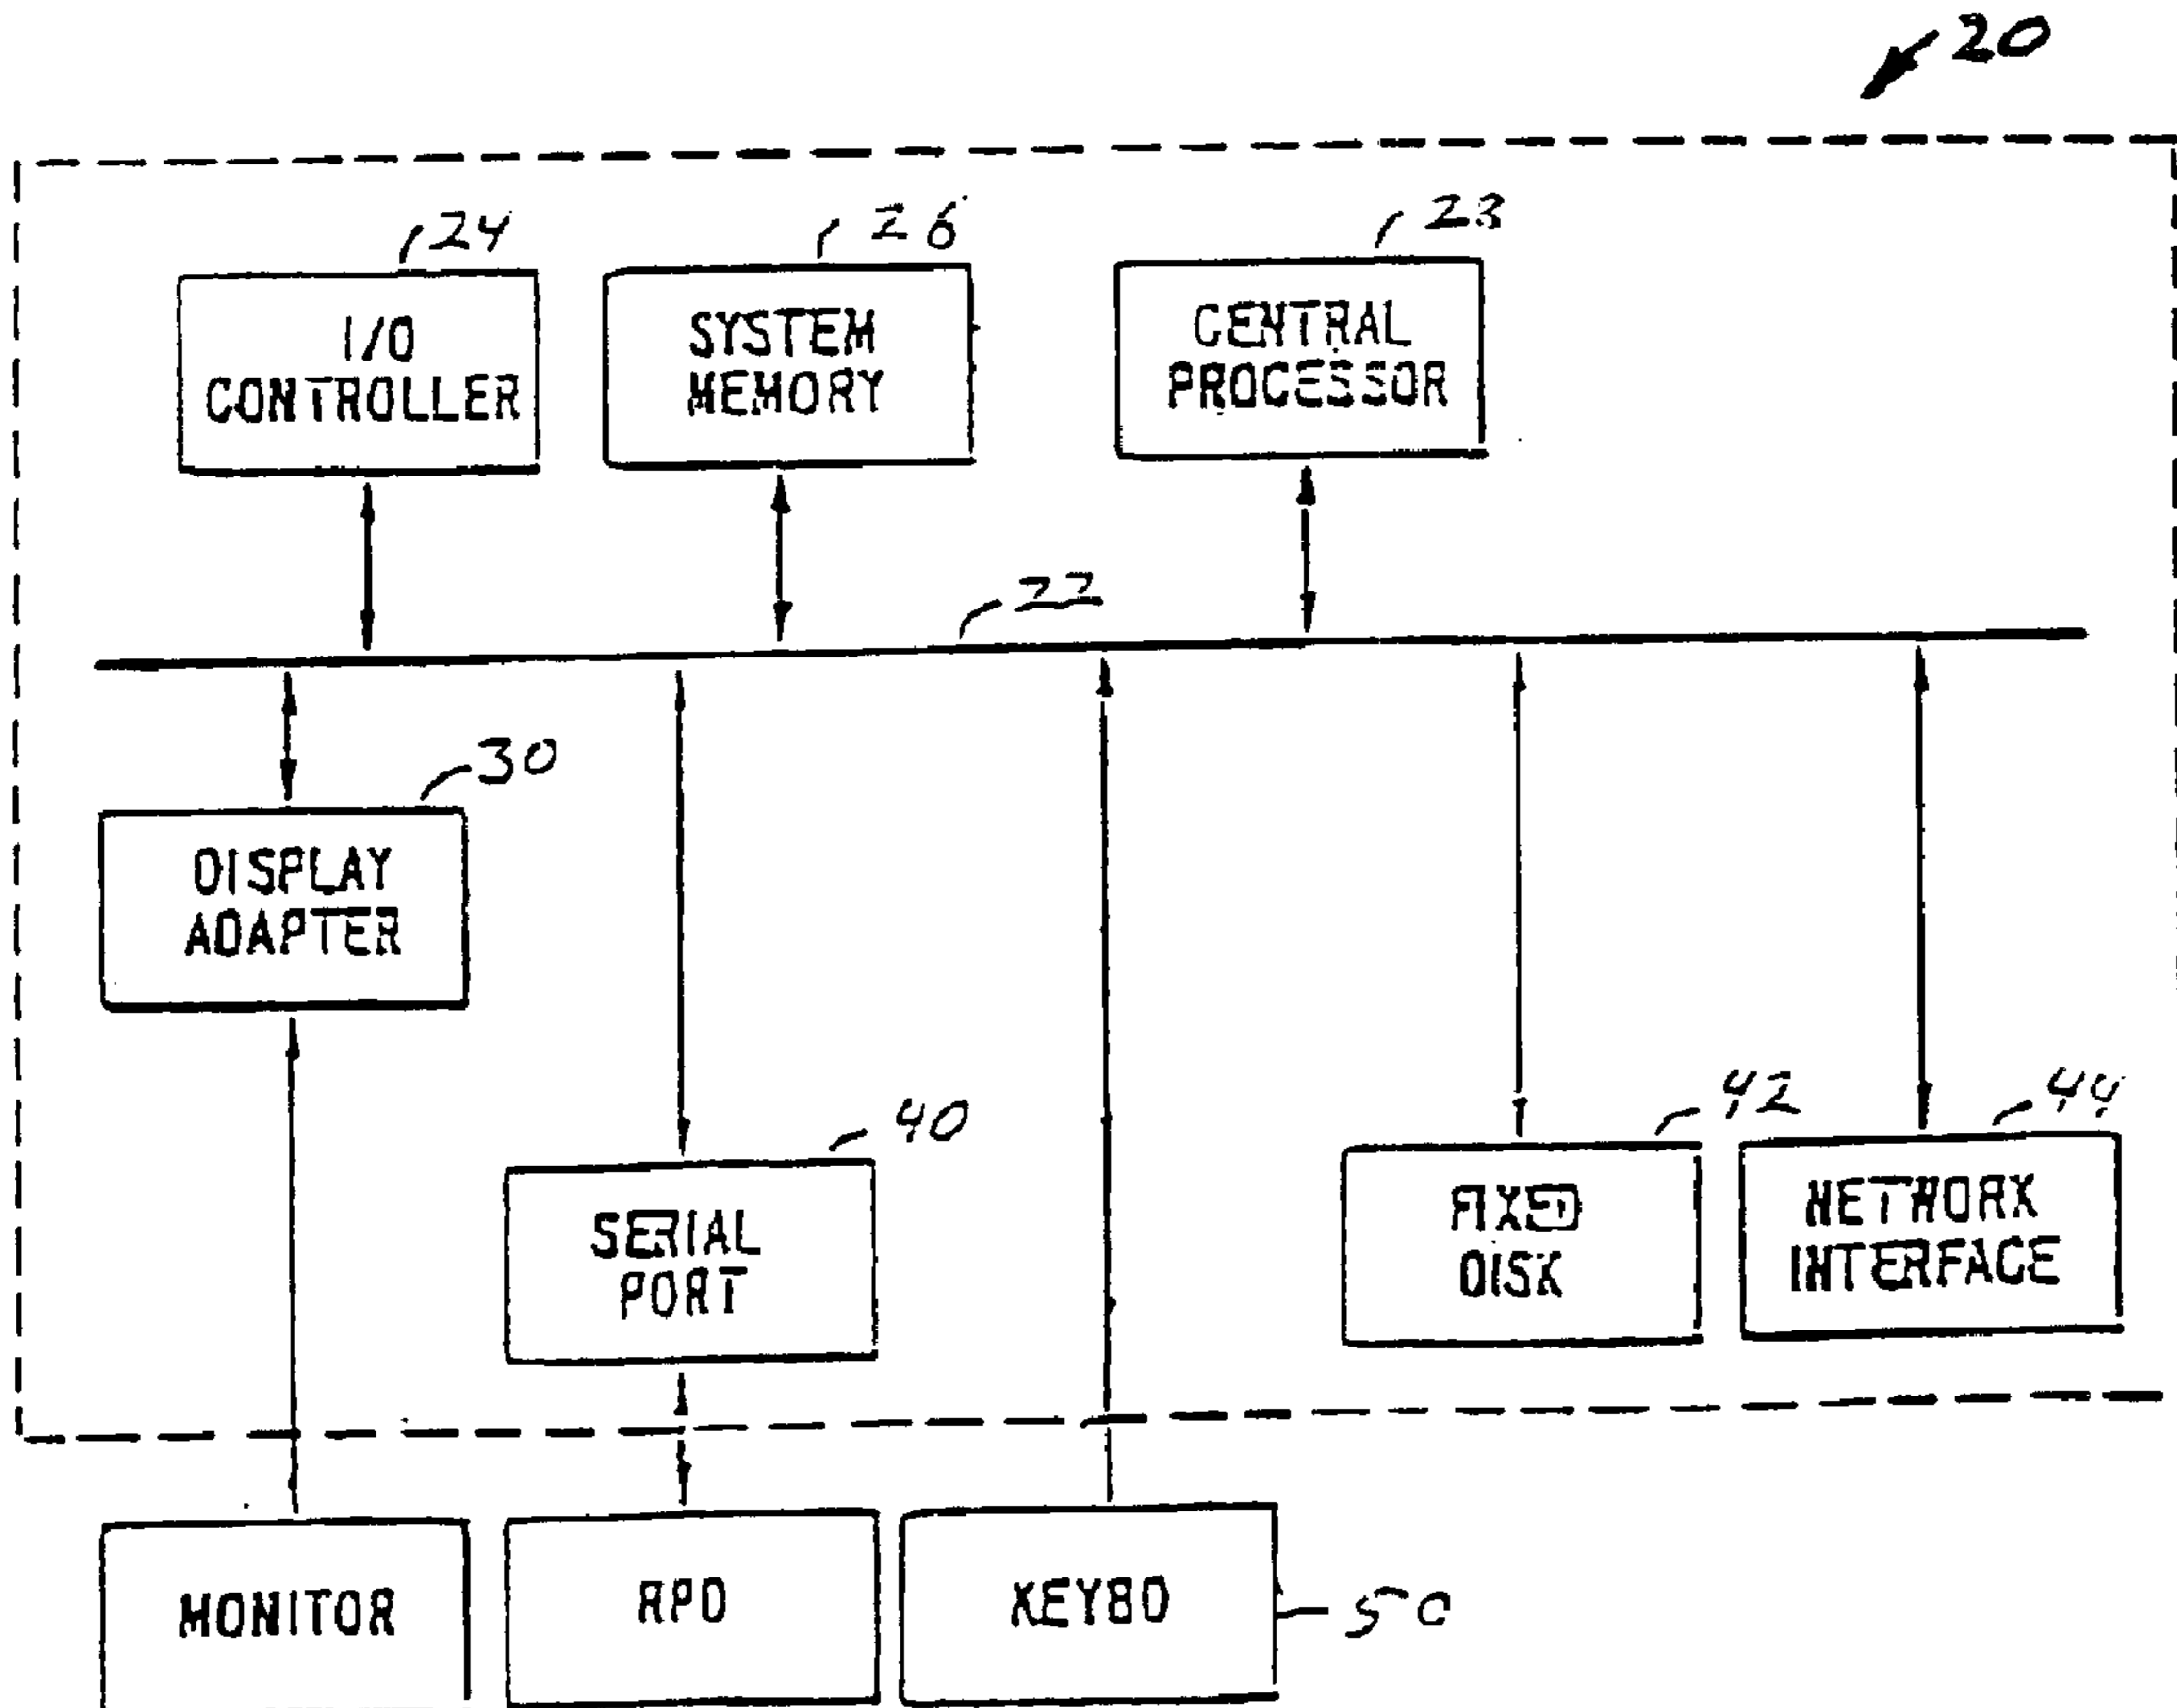 20
24
26
23
I/O
CONTROLLER
SYSTEM
MEMORY
CENTRAL
PROCESSOR
22
30
DISPLAY
ADAPTER
40
42
44
SERIAL
PORT
FIXED
DISK
NETWORK
INTERFACE
MONITOR
RPD
KEYBD
50